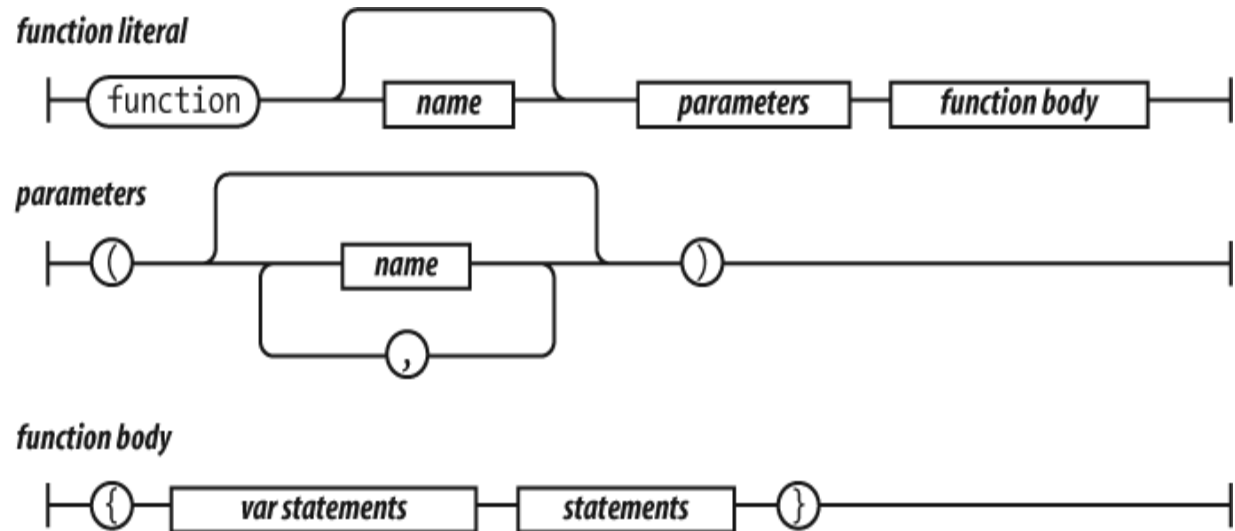 function literal
function name parameters function body
parameters
( name )
,
function body
{ var statements statements }